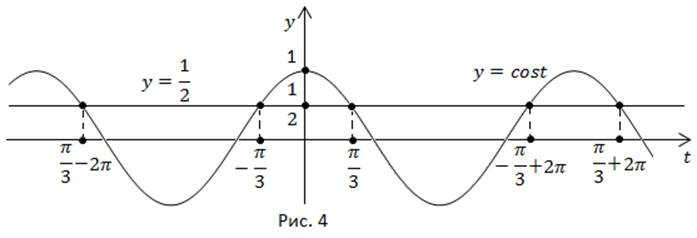 y
1
y = 1/2
y = cost
1/2
π/3 − 2π
−π/3
π/3
−π/3 + 2π
π/3 + 2π
t
Рис. 4